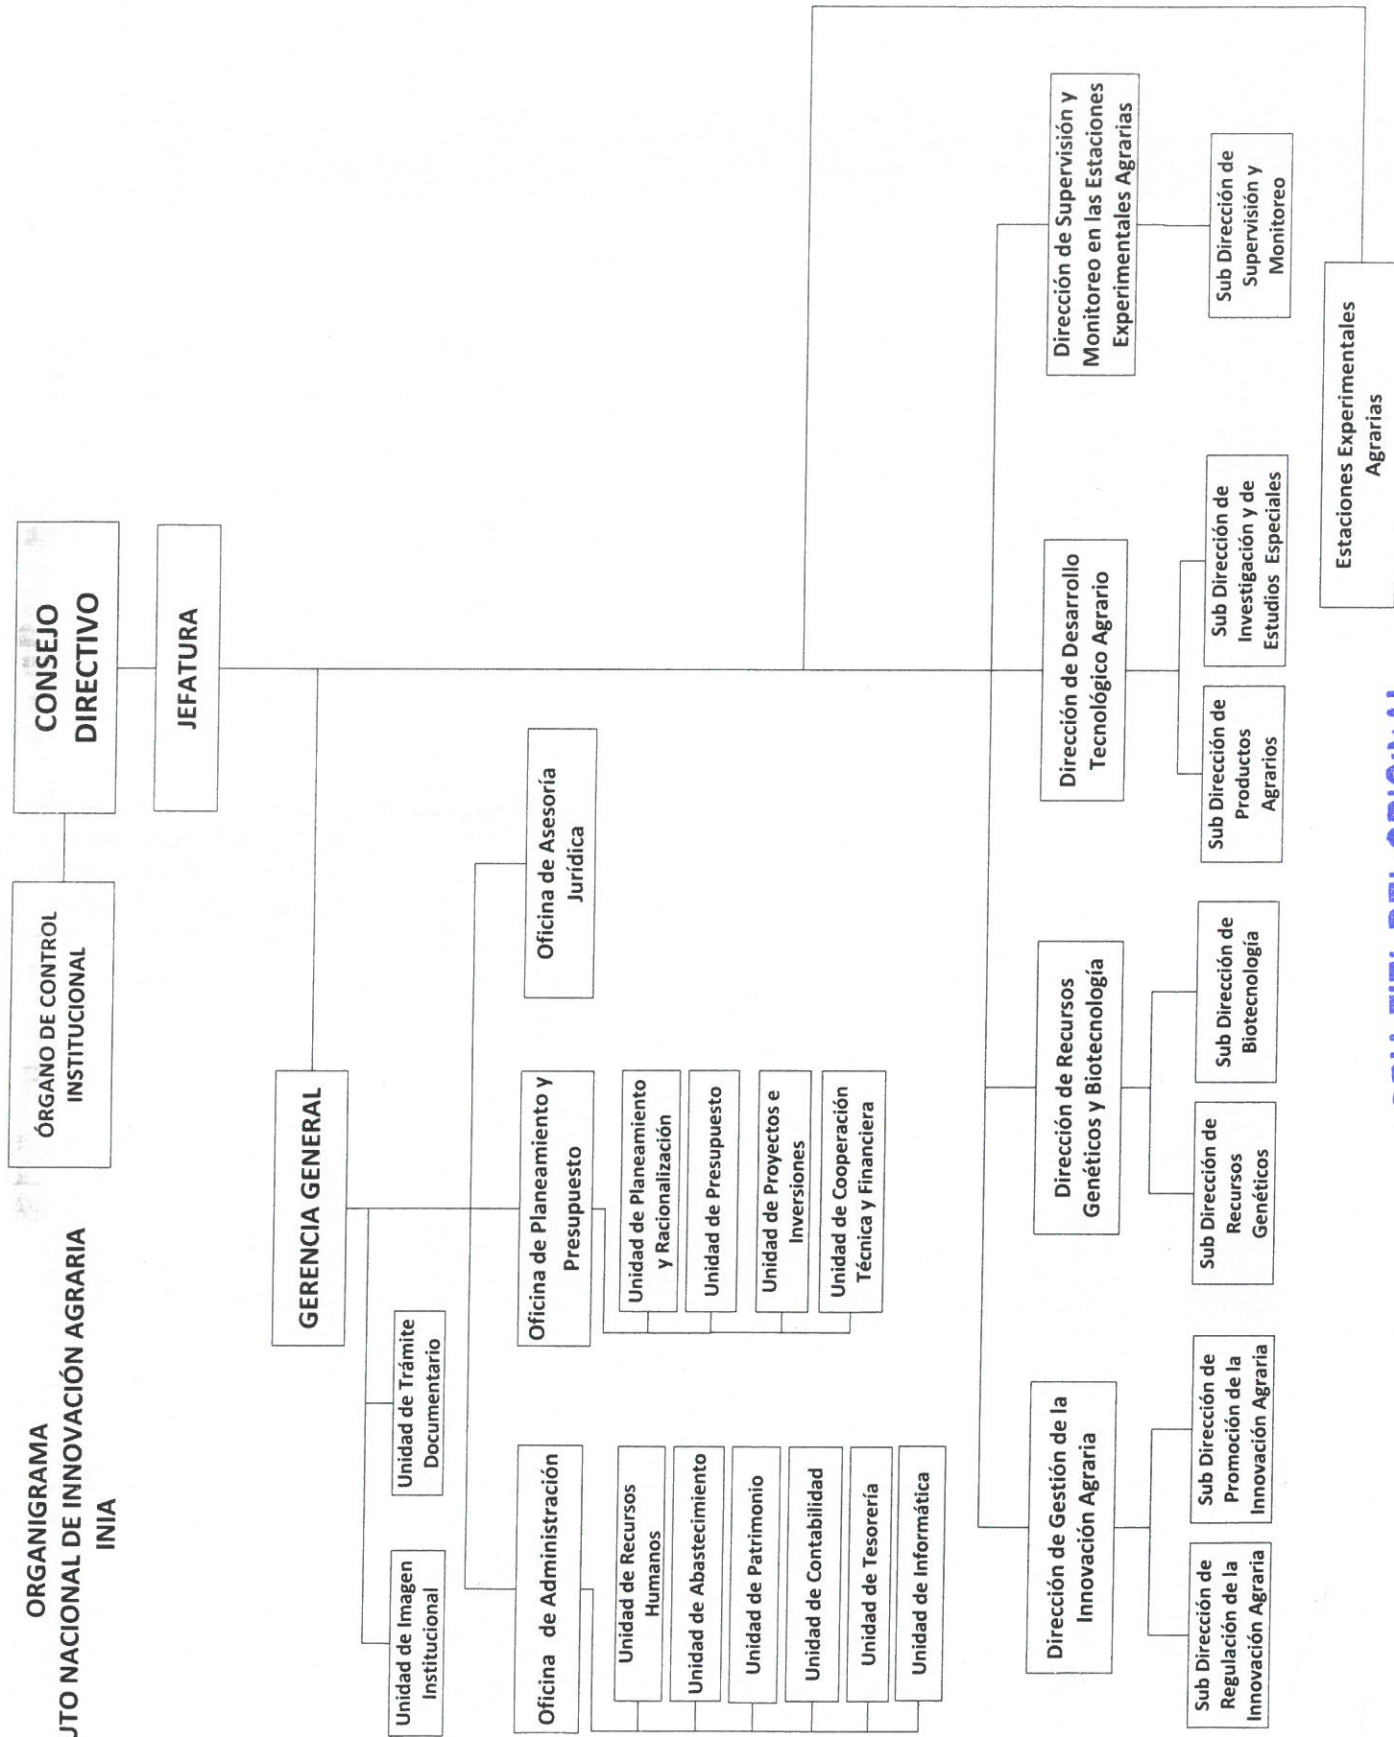 ORGANIGRAMA
UTO NACIONAL DE INNOVACIÓN AGRARIA
INIA
CONSEJO
DIRECTIVO
ÓRGANO DE CONTROL
INSTITUCIONAL
JEFATURA
GERENCIA GENERAL
Unidad de Imagen
Institucional
Unidad de Trámite
Documentario
Oficina de Administración
Unidad de Recursos
Humanos
Unidad de Abastecimiento
Unidad de Patrimonio
Unidad de Contabilidad
Unidad de Tesorería
Unidad de Informática
Oficina de Planeamiento y
Presupuesto
Unidad de Planeamiento
y Racionalización
Unidad de Presupuesto
Unidad de Proyectos e
Inversiones
Unidad de Cooperación
Técnica y Financiera
Oficina de Asesoría
Jurídica
Dirección de Gestión de la
Innovación Agraria
Sub Dirección de
Regulación de la
Innovación Agraria
Sub Dirección de
Promoción de la
Innovación Agraria
Dirección de Recursos
Genéticos y Biotecnología
Sub Dirección de
Recursos
Genéticos
Sub Dirección de
Biotecnología
Dirección de Desarrollo
Tecnológico Agrario
Sub Dirección de
Productos
Agrarios
Sub Dirección de
Investigación y de
Estudios Especiales
Dirección de Supervisión y
Monitoreo en las Estaciones
Experimentales Agrarias
Sub Dirección de
Supervisión y
Monitoreo
Estaciones Experimentales
Agrarias
DEL ORIGINAL